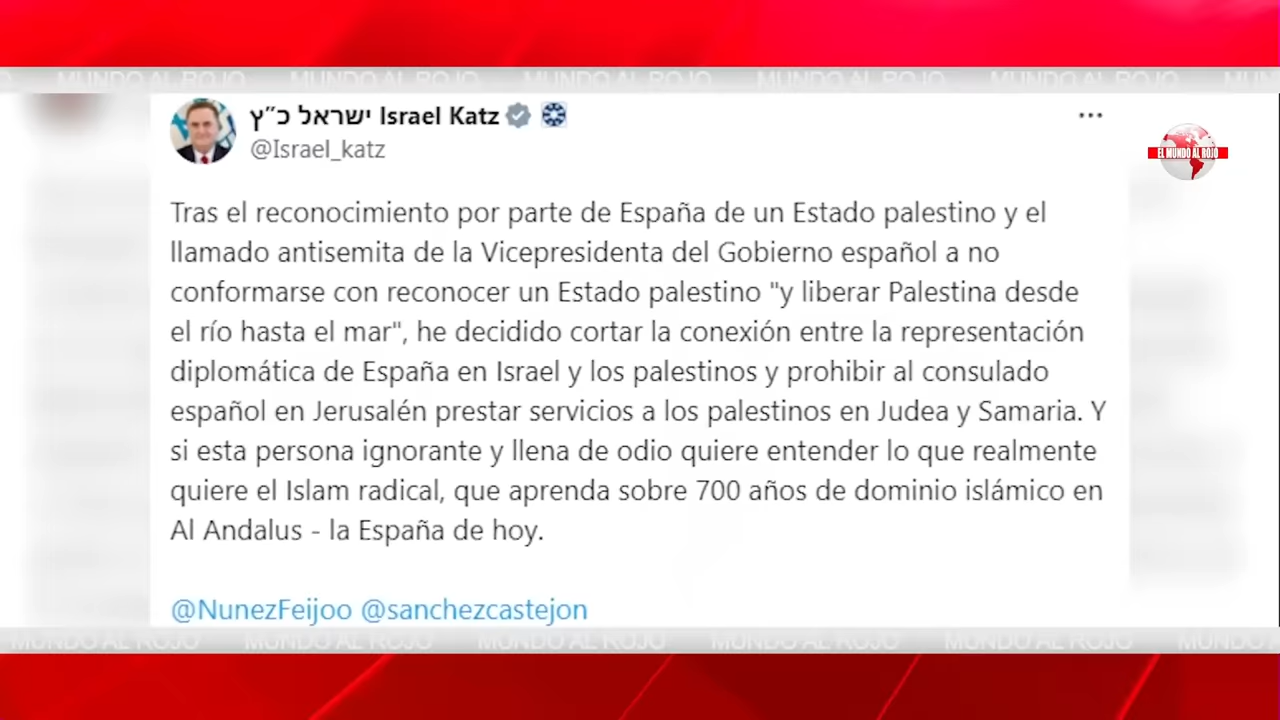 MUNDO AL ROJO MUNDO AL ROJO MUNDO AL ROJO MUNDO AL ROJO MUNDO AL ROJO
ישראל כ״ץ Israel Katz
@Israel_katz
EL MUNDO AL ROJO
Tras el reconocimiento por parte de España de un Estado palestino y el
llamado antisemita de la Vicepresidenta del Gobierno español a no
conformarse con reconocer un Estado palestino "y liberar Palestina desde
el río hasta el mar", he decidido cortar la conexión entre la representación
diplomática de España en Israel y los palestinos y prohibir al consulado
español en Jerusalén prestar servicios a los palestinos en Judea y Samaria. Y
si esta persona ignorante y llena de odio quiere entender lo que realmente
quiere el Islam radical, que aprenda sobre 700 años de dominio islámico en
Al Andalus - la España de hoy.
@NunezFeijoo @sanchezcastejon
MUNDO AL ROJO MUNDO AL ROJO MUNDO AL ROJO MUNDO AL ROJO MUNDO AL ROJO